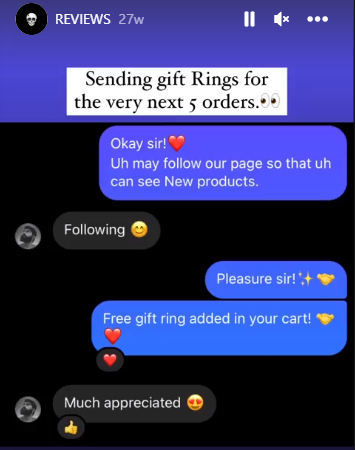 REVIEWS 27w
Sending gift Rings for
the very next 5 orders.👀
Okay sir!❤️
Uh may follow our page so that uh
can see New products.
Following 😊
Pleasure sir!✨🤝
Free gift ring added in your cart! 🤝
❤️
❤️
Much appreciated 😍
👍